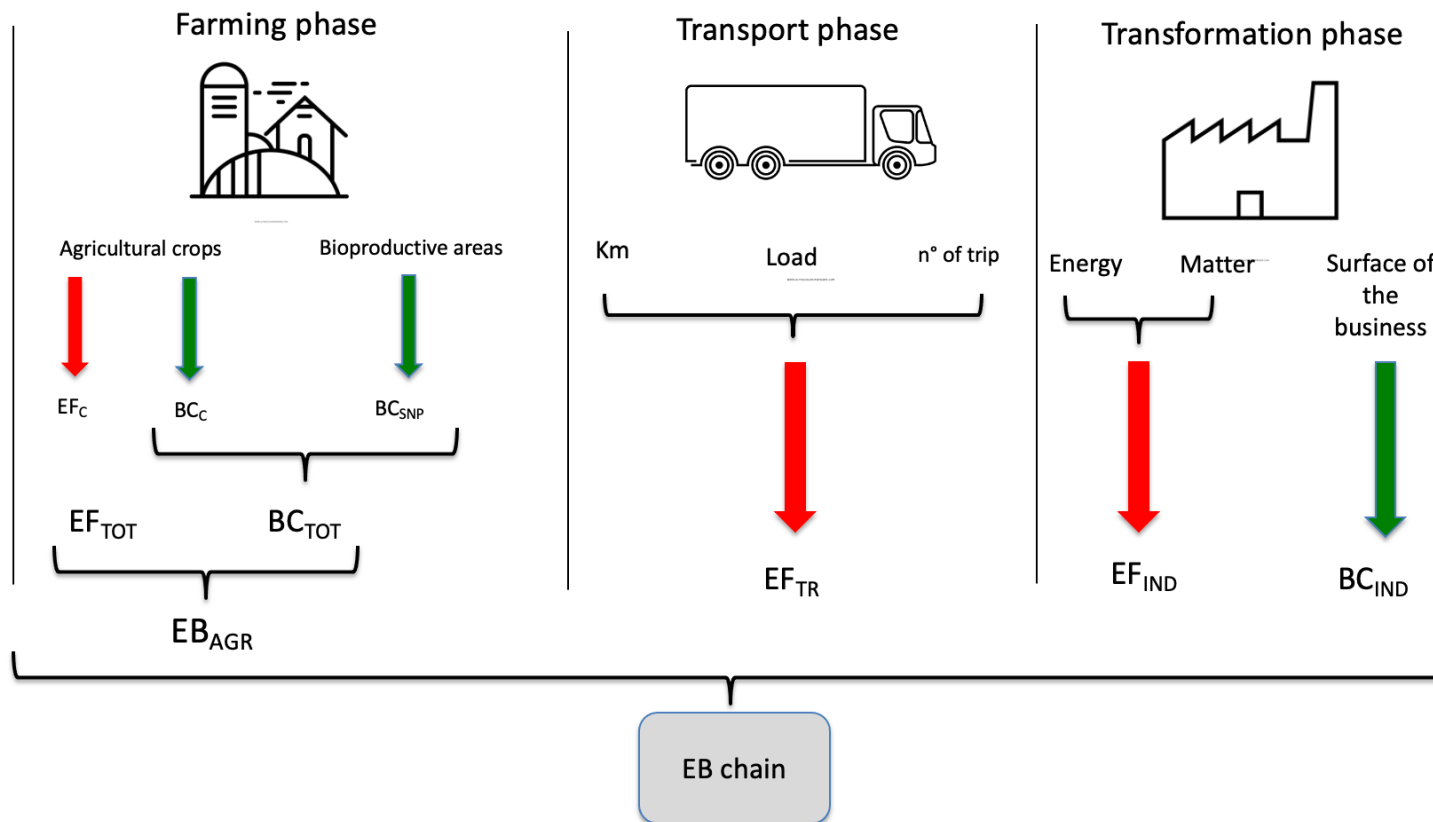 Farming phase
Transport phase
Transformation phase
Agricultural crops
Bioproductive areas
Km
Load
n° of trip
Energy
Matter
Surface of
the
business
EFC
BCC
BCSNP
EFTOT
BCTOT
EFTR
EFIND
BCIND
EBAGR
EB chain